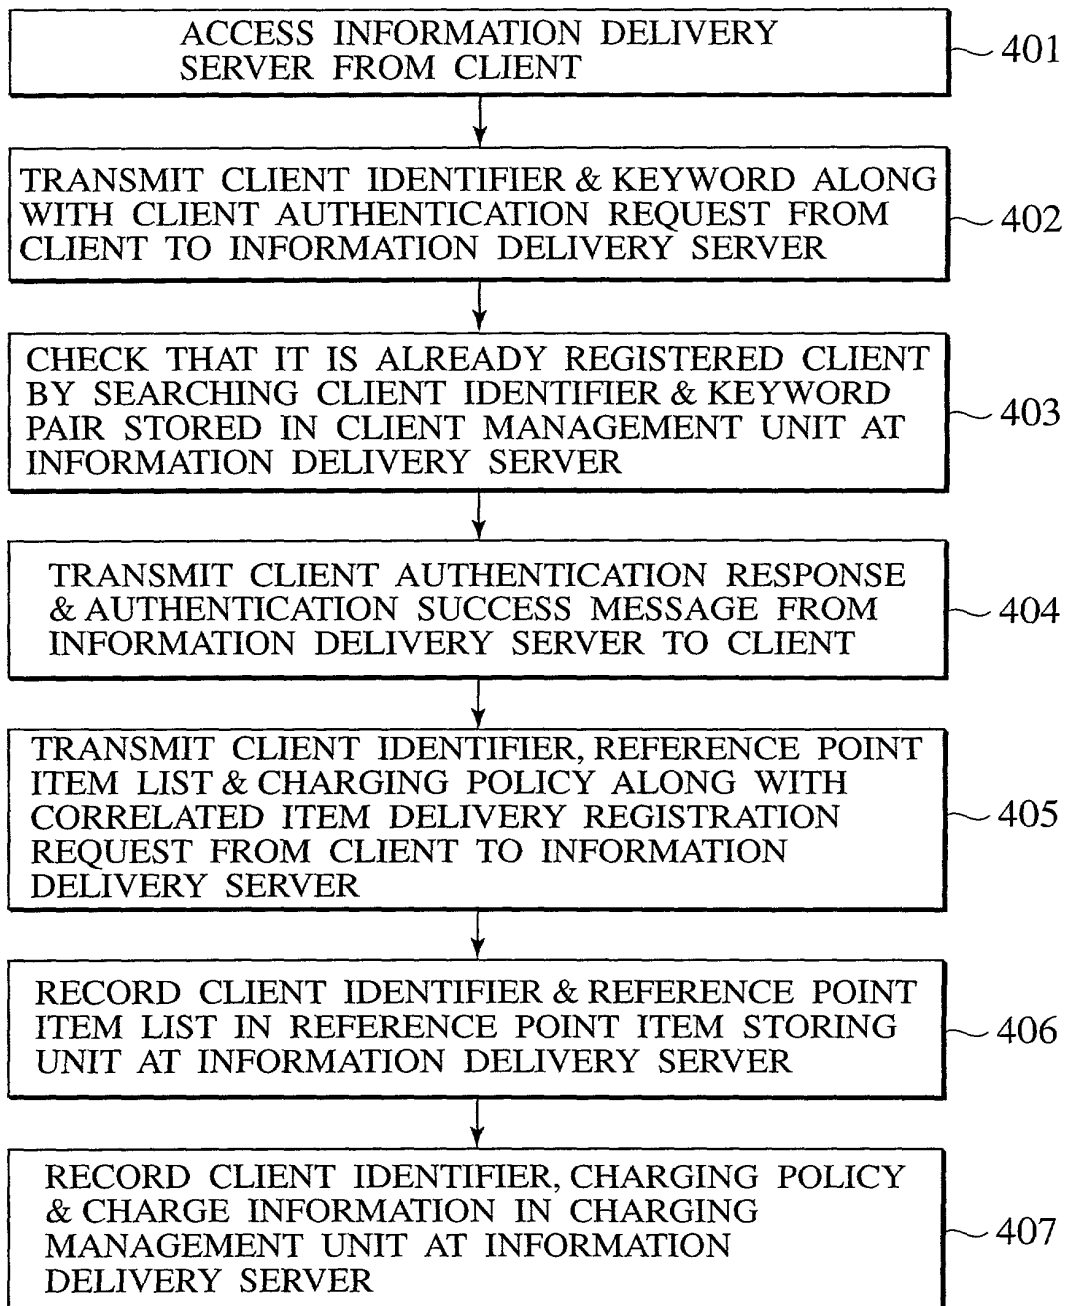 ACCESS INFORMATION DELIVERY
SERVER FROM CLIENT
401
TRANSMIT CLIENT IDENTIFIER & KEYWORD ALONG
WITH CLIENT AUTHENTICATION REQUEST FROM
CLIENT TO INFORMATION DELIVERY SERVER
402
CHECK THAT IT IS ALREADY REGISTERED CLIENT
BY SEARCHING CLIENT IDENTIFIER & KEYWORD
PAIR STORED IN CLIENT MANAGEMENT UNIT AT
INFORMATION DELIVERY SERVER
403
TRANSMIT CLIENT AUTHENTICATION RESPONSE
& AUTHENTICATION SUCCESS MESSAGE FROM
INFORMATION DELIVERY SERVER TO CLIENT
404
TRANSMIT CLIENT IDENTIFIER, REFERENCE POINT
ITEM LIST & CHARGING POLICY ALONG WITH
CORRELATED ITEM DELIVERY REGISTRATION
REQUEST FROM CLIENT TO INFORMATION
DELIVERY SERVER
405
RECORD CLIENT IDENTIFIER & REFERENCE POINT
ITEM LIST IN REFERENCE POINT ITEM STORING
UNIT AT INFORMATION DELIVERY SERVER
406
RECORD CLIENT IDENTIFIER, CHARGING POLICY
& CHARGE INFORMATION IN CHARGING
MANAGEMENT UNIT AT INFORMATION
DELIVERY SERVER
407